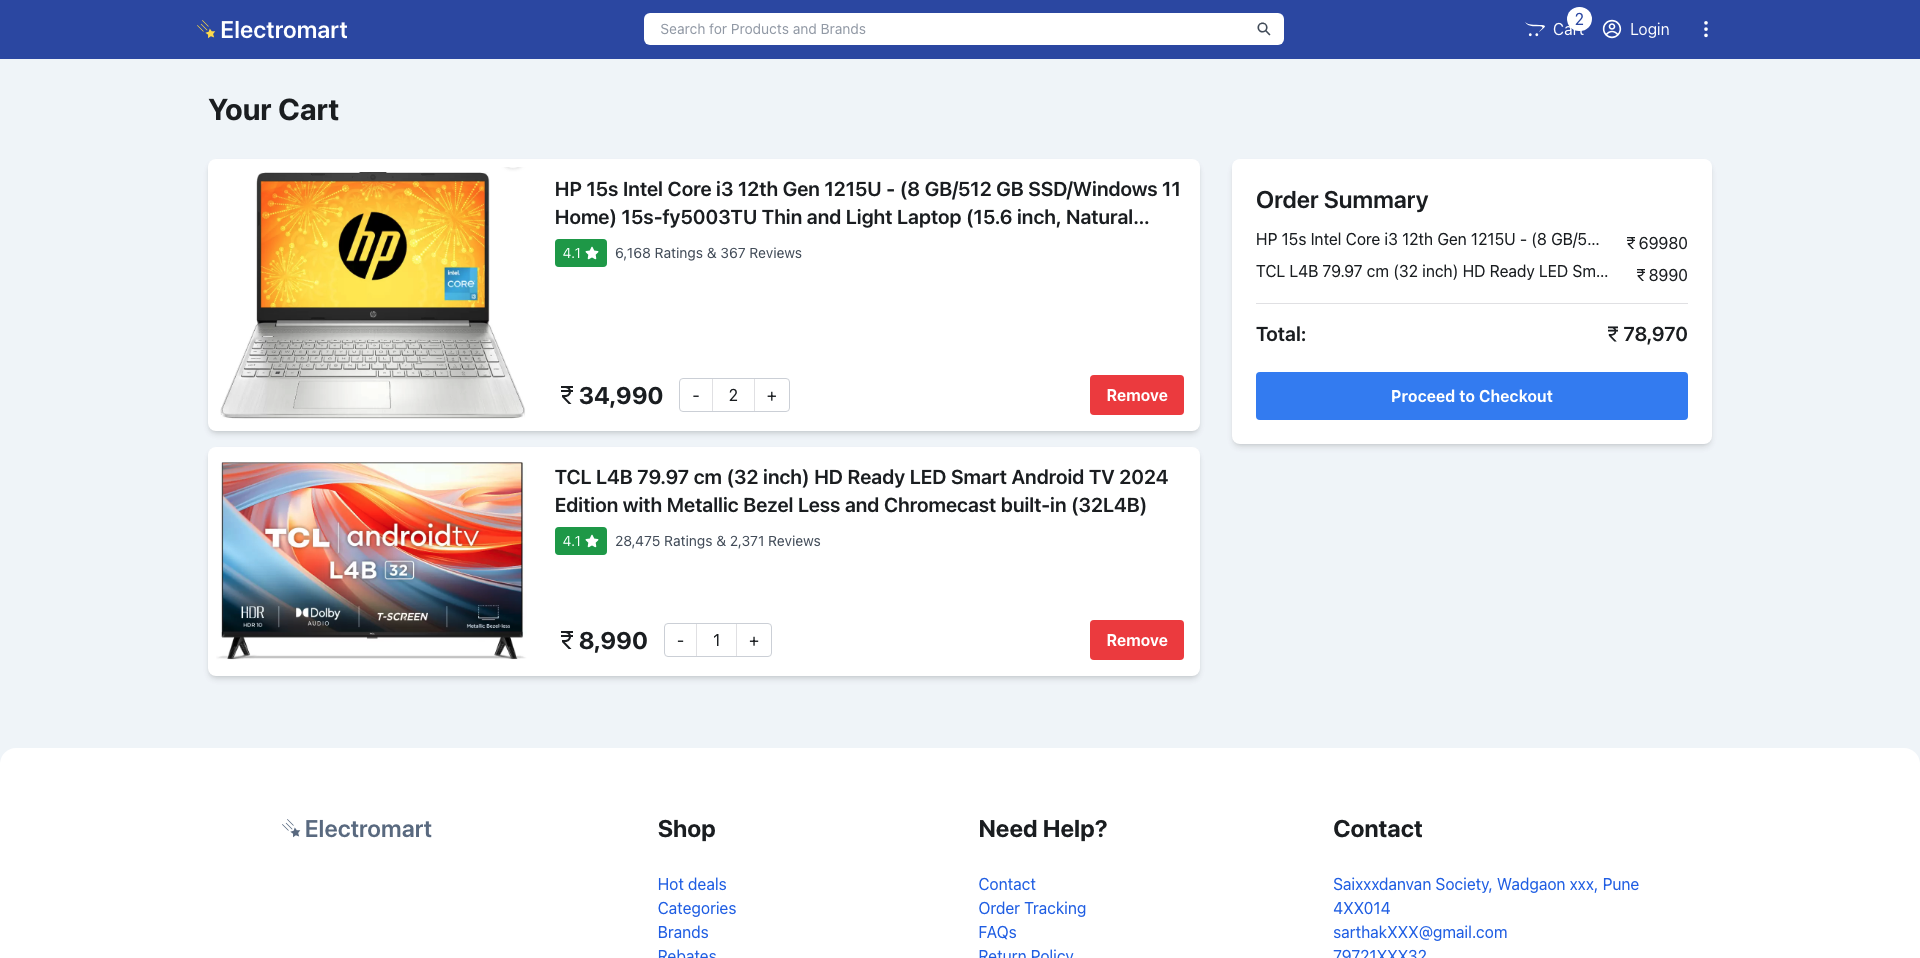 Electromart
Search for Products and Brands
Cart
2
Login
Your Cart
hp
intel
CORE
i3
HP 15s Intel Core i3 12th Gen 1215U - (8 GB/512 GB SSD/Windows 11
Home) 15s-fy5003TU Thin and Light Laptop (15.6 inch, Natural...
4.1
6,168 Ratings & 367 Reviews
₹ 34,990
- 2 +
Remove
TCL androidtv
L4B 32
HDR
HDR 10
Dolby
AUDIO
T-SCREEN
Metallic Bezel-less
TCL L4B 79.97 cm (32 inch) HD Ready LED Smart Android TV 2024
Edition with Metallic Bezel Less and Chromecast built-in (32L4B)
4.1
28,475 Ratings & 2,371 Reviews
₹ 8,990
- 1 +
Remove
Order Summary
HP 15s Intel Core i3 12th Gen 1215U - (8 GB/5... ₹ 69980
TCL L4B 79.97 cm (32 inch) HD Ready LED Sm... ₹ 8990
Total: ₹ 78,970
Proceed to Checkout
Electromart
Shop
Hot deals
Categories
Brands
Rebates
Need Help?
Contact
Order Tracking
FAQs
Return Policy
Contact
Saixxxdanvan Society, Wadgaon xxx, Pune
4XX014
sarthakXXX@gmail.com
79721XXX32